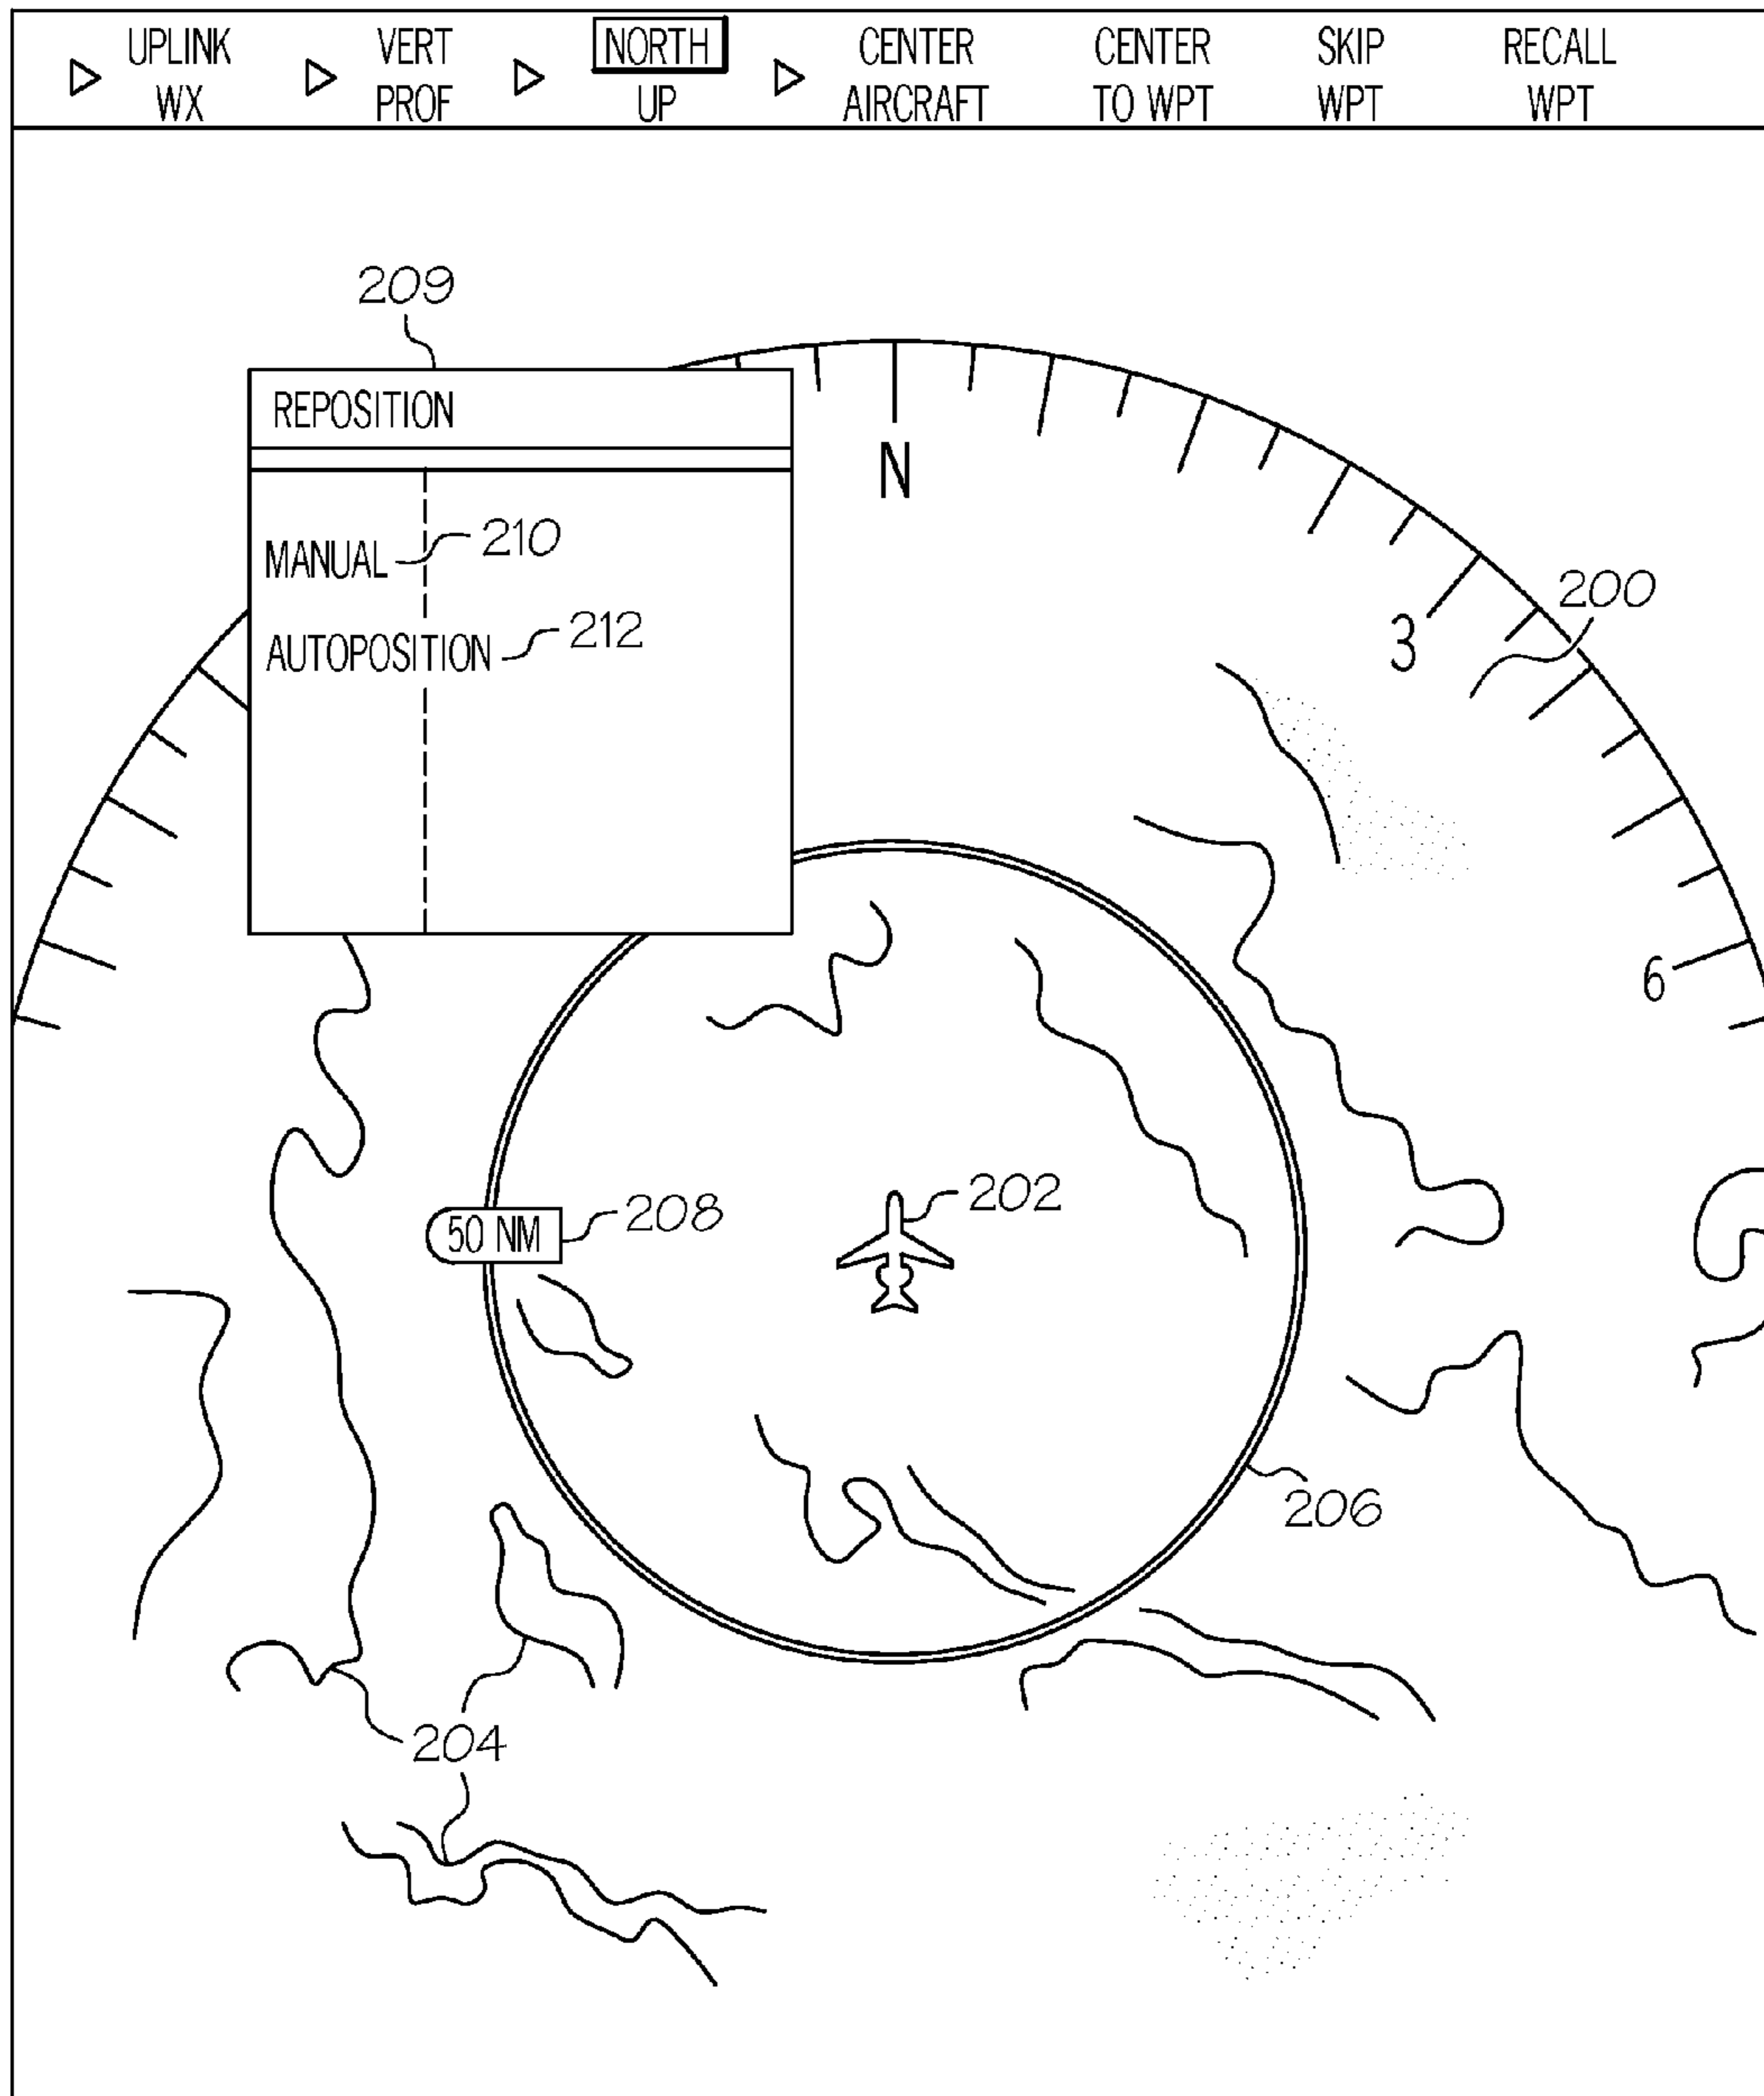 UPLINK WX
VERT PROF
NORTH UP
CENTER AIRCRAFT
CENTER TO WPT
SKIP WPT
RECALL WPT
209
REPOSITION
N
MANUAL
210
200
3
AUTOPOSITION
212
6
202
50 NM
208
206
204